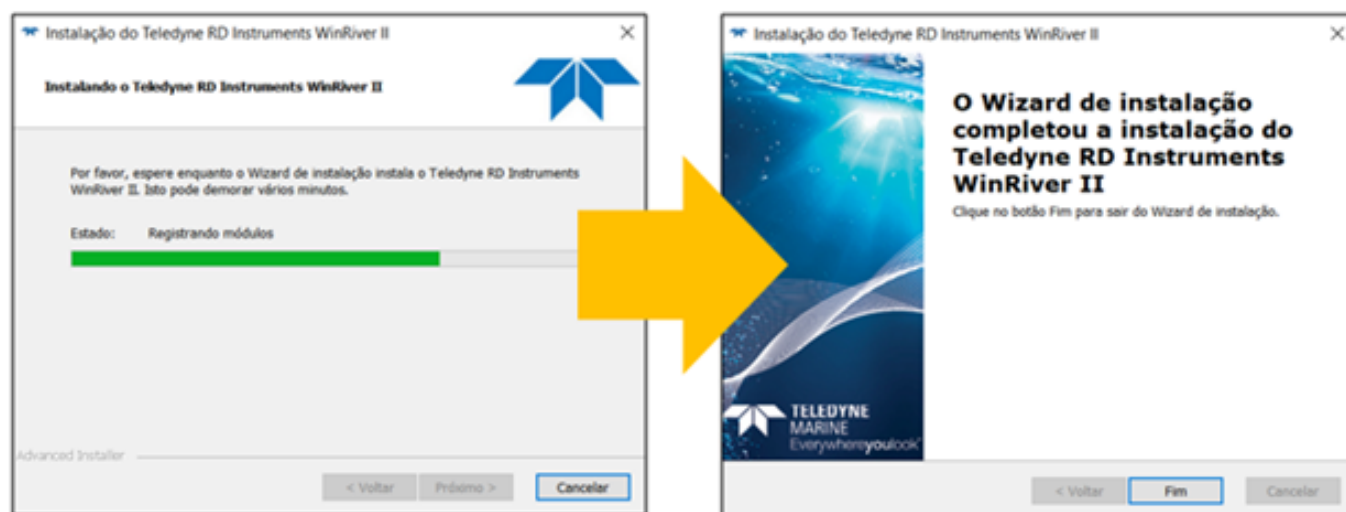 Instalação do Teledyne RD Instruments WinRiver II
Instalando o Teledyne RD Instruments WinRiver II
Por favor, espere enquanto o Wizard de instalação instala o Teledyne RD Instruments
WinRiver II. Isto pode demorar vários minutos.
Estado: Registrando módulos
Advanced Installer
< Voltar Próximo > Cancelar
Instalação do Teledyne RD Instruments WinRiver II
O Wizard de instalação
completou a instalação do
Teledyne RD Instruments
WinRiver II
Clique no botão Fim para sair do Wizard de instalação.
TELEDYNE
MARINE
Everywhereyoulook
< Voltar Fim Cancelar